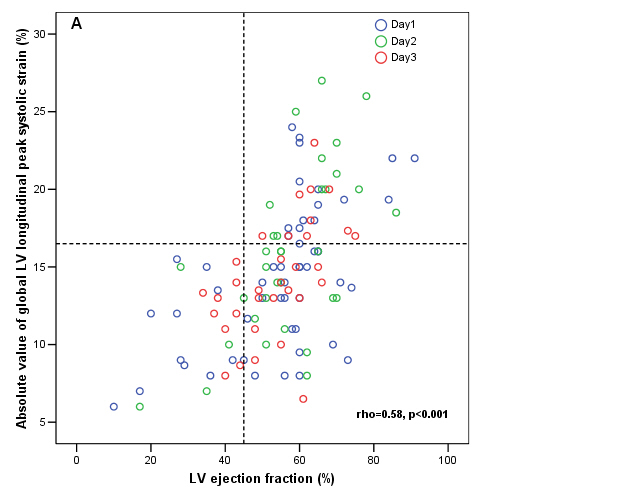 A
Day1
Day2
Day3
Absolute value of global LV longitudinal peak systolic strain (%)
30
25
20
15
10
5
rho=0.58, p<0.001
0 20 40 60 80 100
LV ejection fraction (%)